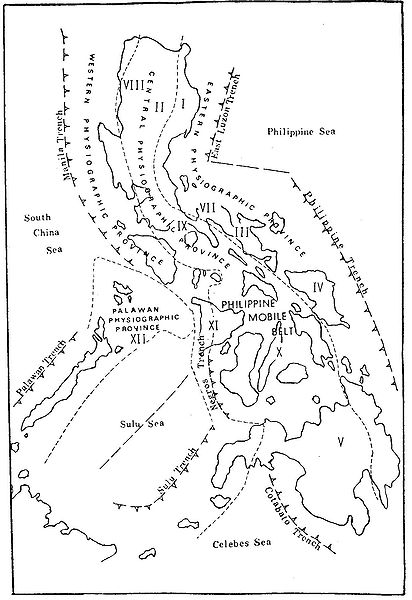 VIII
CENTRAL PHYSIOGRAPHIC PROVINCE
WESTERN PHYSIOGRAPHIC PROVINCE
EASTERN PHYSIOGRAPHIC PROVINCE
I
II
Manila Trench
East Luzon Trench
Philippine Sea
Philippine Trench
South
China
Sea
VII
III
IX
IV
PALAWAN
PHYSIOGRAPHIC
PROVINCE
XII
PHILIPPINE
MOBILE
BELT
XI
X
Palawan Trench
Negros Trench
Sulu Sea
Sulu Trench
V
Cotabato Trench
Celebes Sea